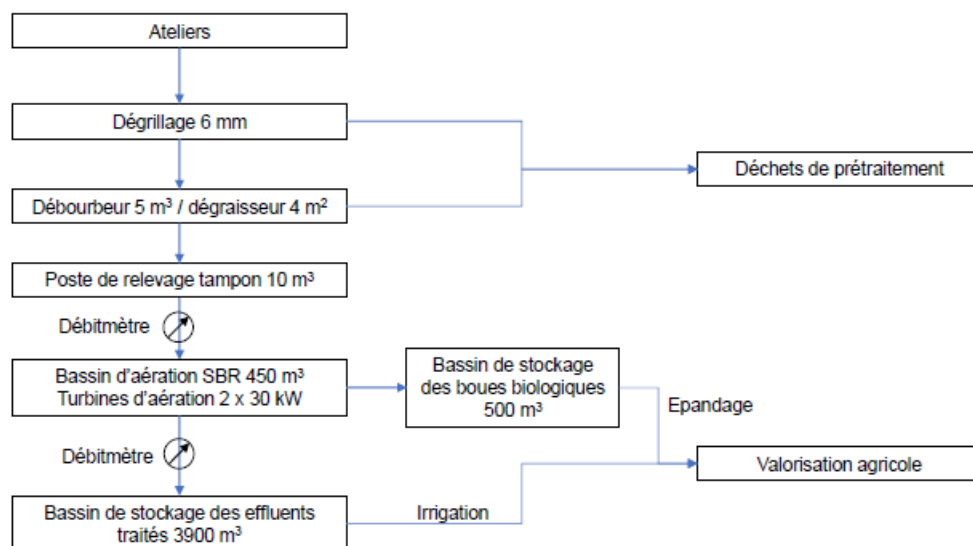 Ateliers
Dégrillage 6 mm
Déchets de prétraitement
Débourbeur 5 m³ / dégraisseur 4 m²
Poste de relevage tampon 10 m³
Débitmètre
Bassin d'aération SBR 450 m³
Turbines d'aération 2 x 30 kW
Bassin de stockage
des boues biologiques
500 m³
Epandage
Débitmètre
Valorisation agricole
Bassin de stockage des effluents
traités 3900 m³
Irrigation